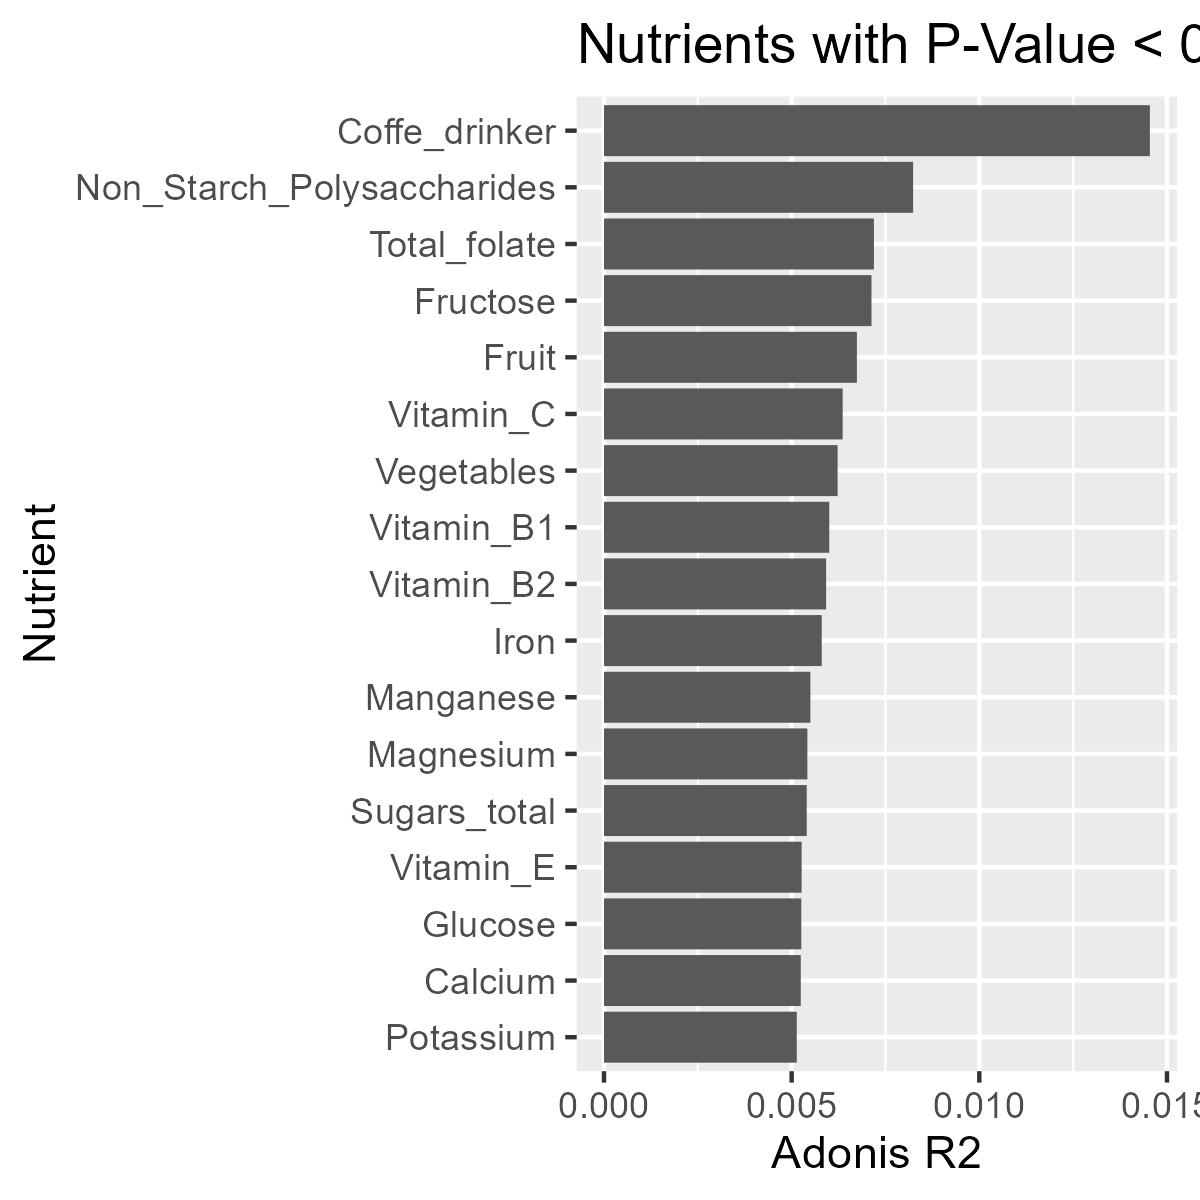 Nutrients with P-Value < 0
Coffe_drinker
Non_Starch_Polysaccharides
Total_folate
Fructose
Fruit
Vitamin_C
Vegetables
Vitamin_B1
Vitamin_B2
Iron
Manganese
Magnesium
Sugars_total
Vitamin_E
Glucose
Calcium
Potassium
Nutrient
0.000 0.005 0.010 0.015
Adonis R2